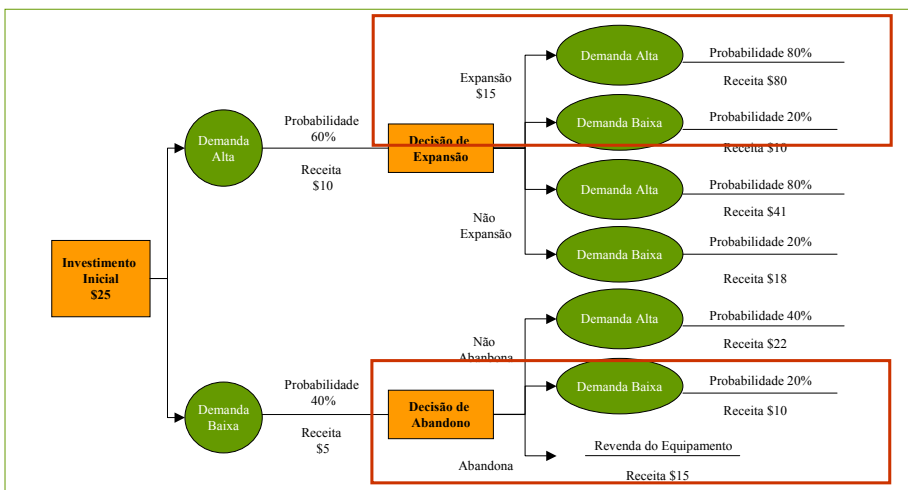 Investimento
Inicial
$25
Demanda
Alta
Probabilidade
60%
Receita
$10
Decisão de
Expansão
Expansão
$15
Demanda Alta
Probabilidade 80%
Receita $80
Demanda Baixa
Probabilidade 20%
Receita $10
Não
Expansão
Demanda Alta
Probabilidade 80%
Receita $41
Demanda Baixa
Probabilidade 20%
Receita $18
Demanda
Baixa
Probabilidade
40%
Receita
$5
Decisão de
Abandono
Não
Abanbona
Demanda Alta
Probabilidade 40%
Receita $22
Demanda Baixa
Probabilidade 20%
Receita $10
Abandona
Revenda do Equipamento
Receita $15